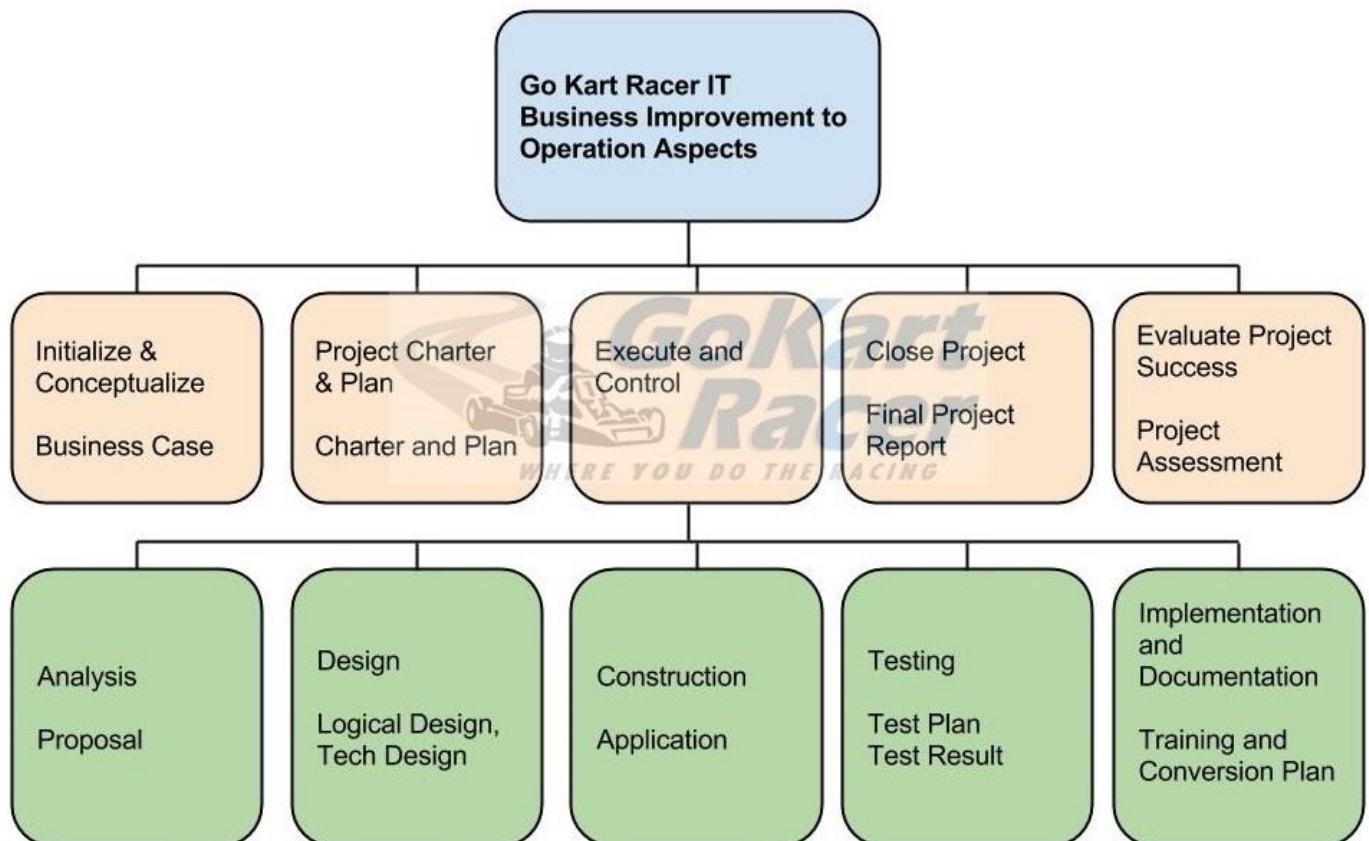 Go Kart Racer IT
Business Improvement to
Operation Aspects
Initialize &
Conceptualize
Business Case
Project Charter
& Plan
Charter and Plan
Execute and
Control
Close Project
Final Project
Report
Evaluate Project
Success
Project
Assessment
GoKart
Racer
WHERE YOU DO THE RACING
Analysis
Proposal
Design
Logical Design,
Tech Design
Construction
Application
Testing
Test Plan
Test Result
Implementation
and
Documentation
Training and
Conversion Plan